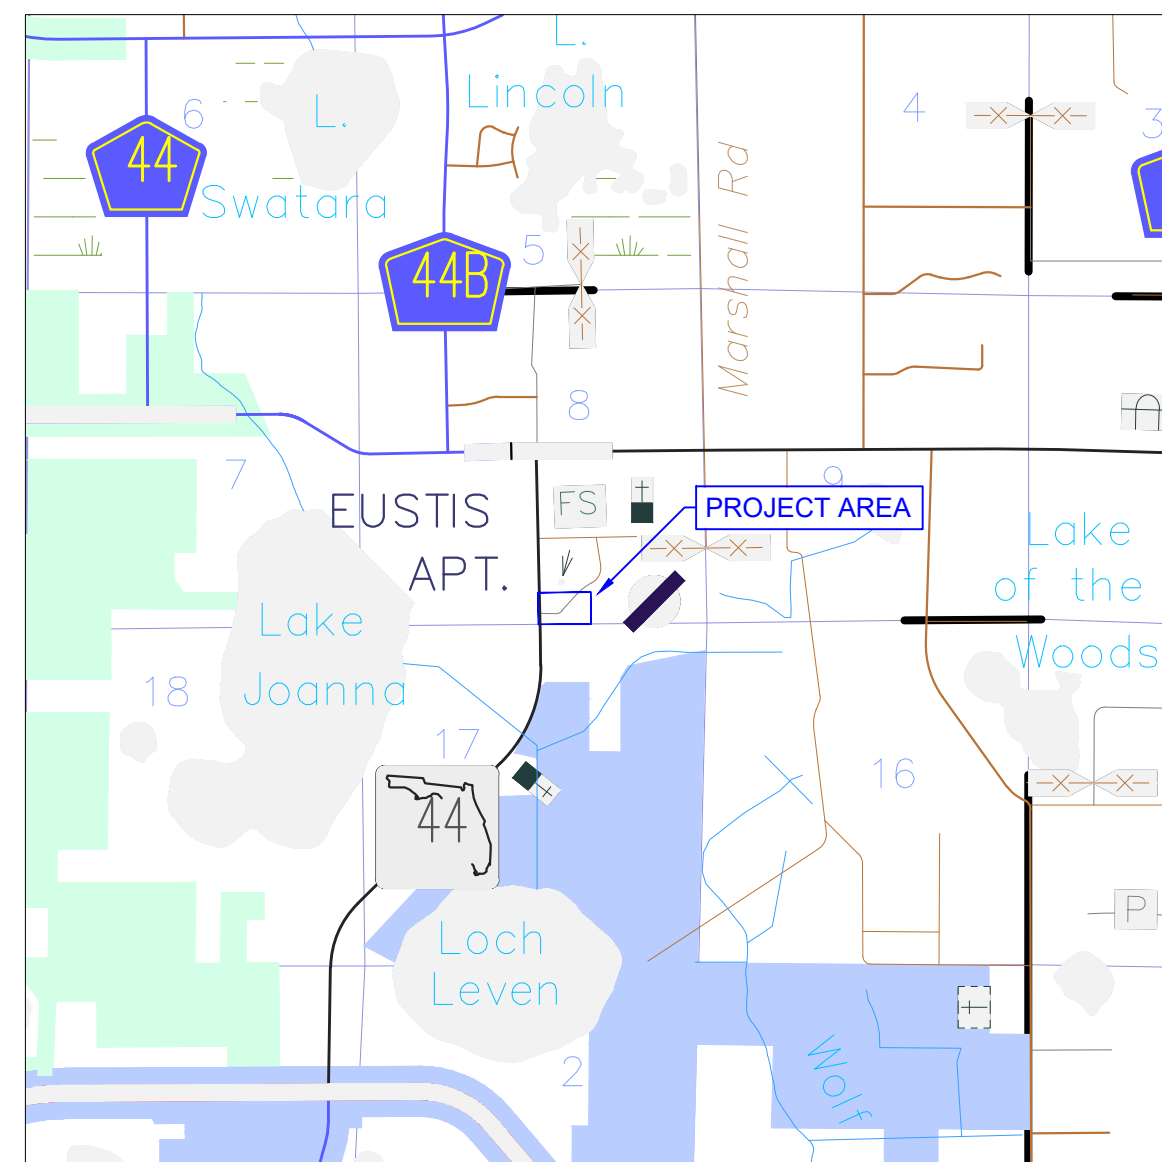 L.
Lincoln
L.
6
4
3
44
Swatara
Marshall Rd
5
44B
8
7
9
EUSTIS
APT.
FS
PROJECT AREA
Lake
of the
Woods
Lake
Joanna
18
17
16
44
P
Loch
Leven
2
Wolf